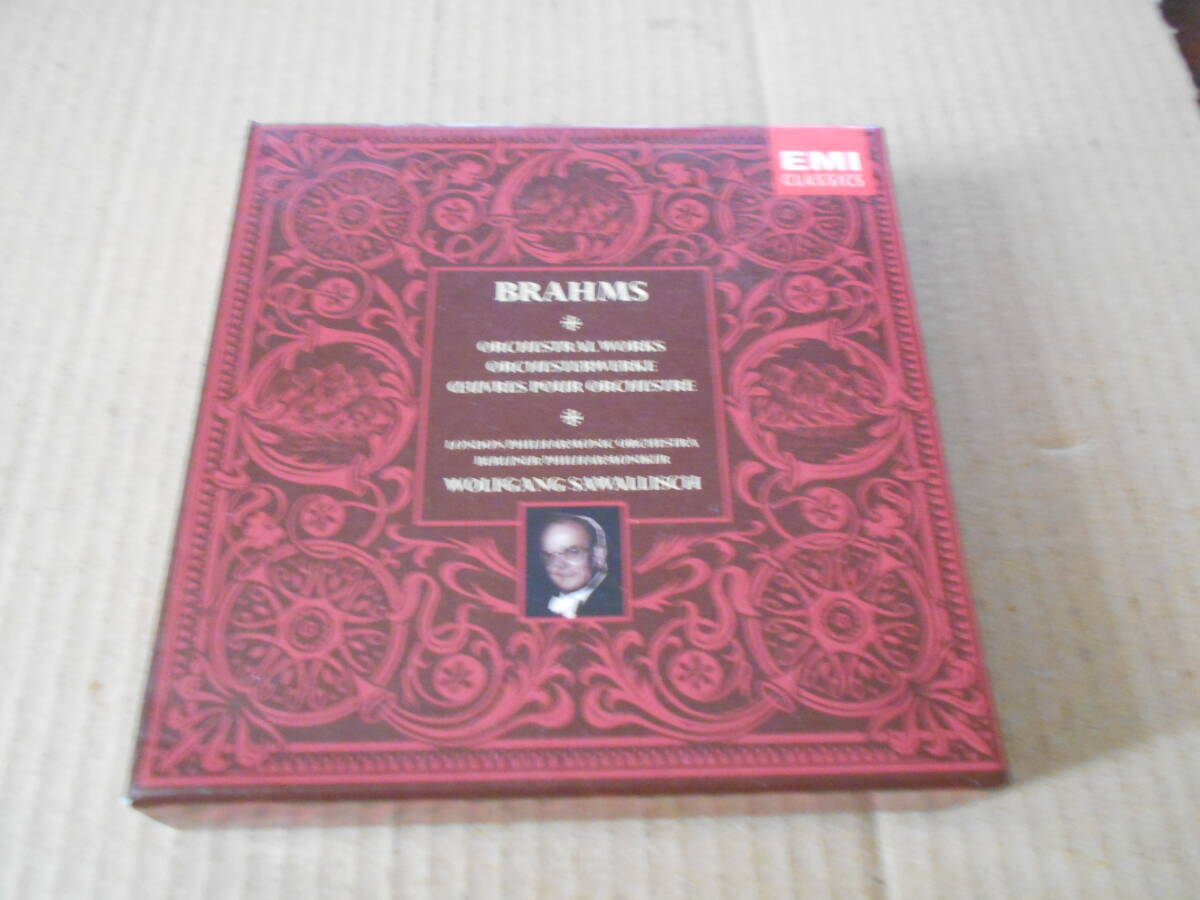 EMI
CLASSICS
BRAHMS
ORCHESTRAL WORKS
ORCHESTERWERKE
ŒUVRES POUR ORCHESTRE
LONDON PHILHARMONIC ORCHESTRA
BERLINER PHILHARMONIKER
WOLFGANG SAWALLISCH